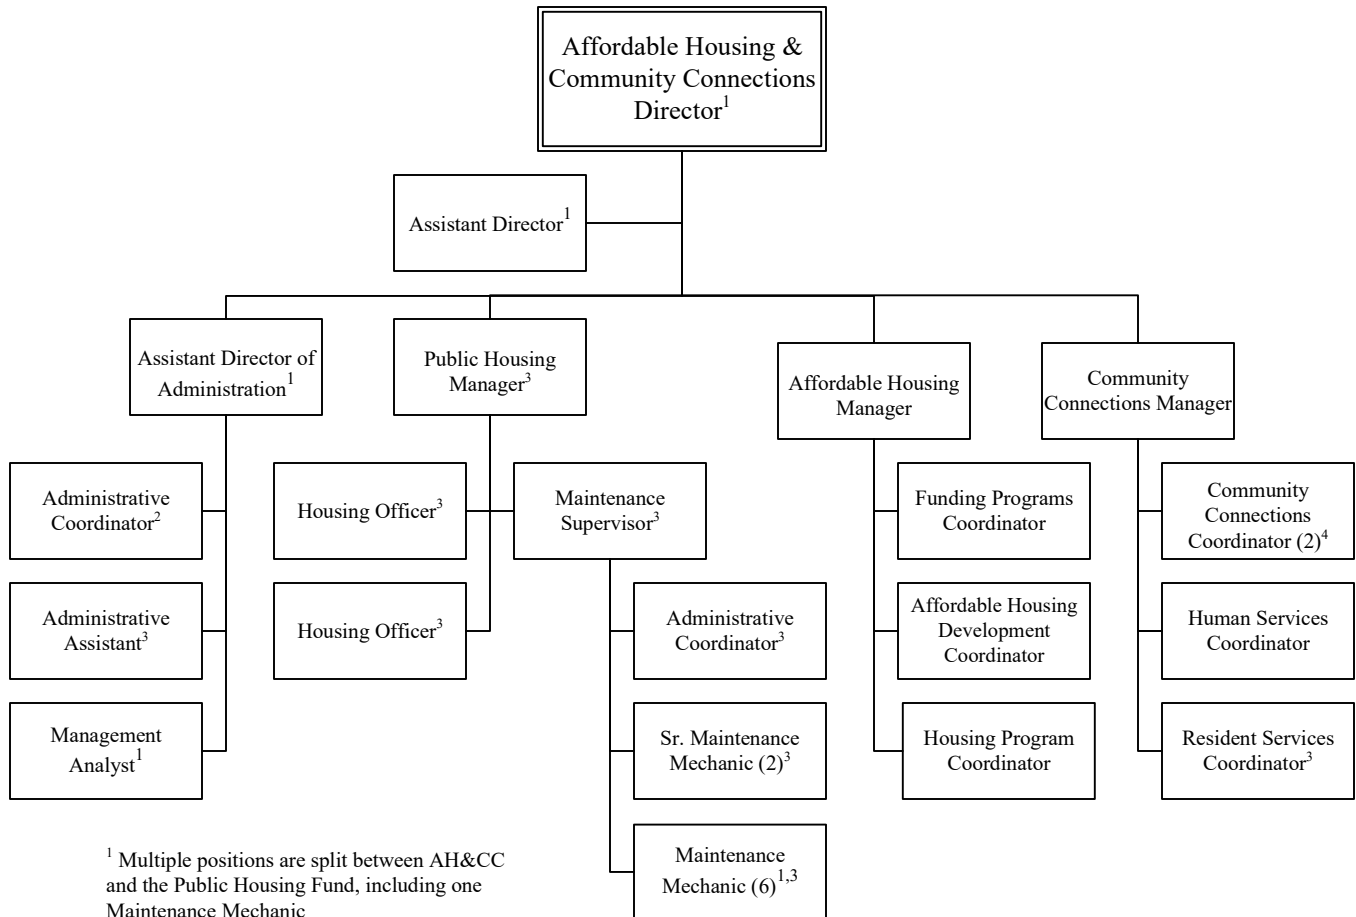 Affordable Housing &
Community Connections
Director¹
Assistant Director¹
Assistant Director of
Administration¹
Public Housing
Manager³
Affordable Housing
Manager
Community
Connections Manager
Administrative
Coordinator²
Housing Officer³
Maintenance
Supervisor³
Funding Programs
Coordinator
Community
Connections
Coordinator (2)⁴
Administrative
Assistant³
Housing Officer³
Administrative
Coordinator³
Affordable Housing
Development
Coordinator
Human Services
Coordinator
Management
Analyst¹
Sr. Maintenance
Mechanic (2)³
Housing Program
Coordinator
Resident Services
Coordinator³
Maintenance
Mechanic (6)¹,³
¹ Multiple positions are split between AH&CC
and the Public Housing Fund, including one
Maintenance Mechanic